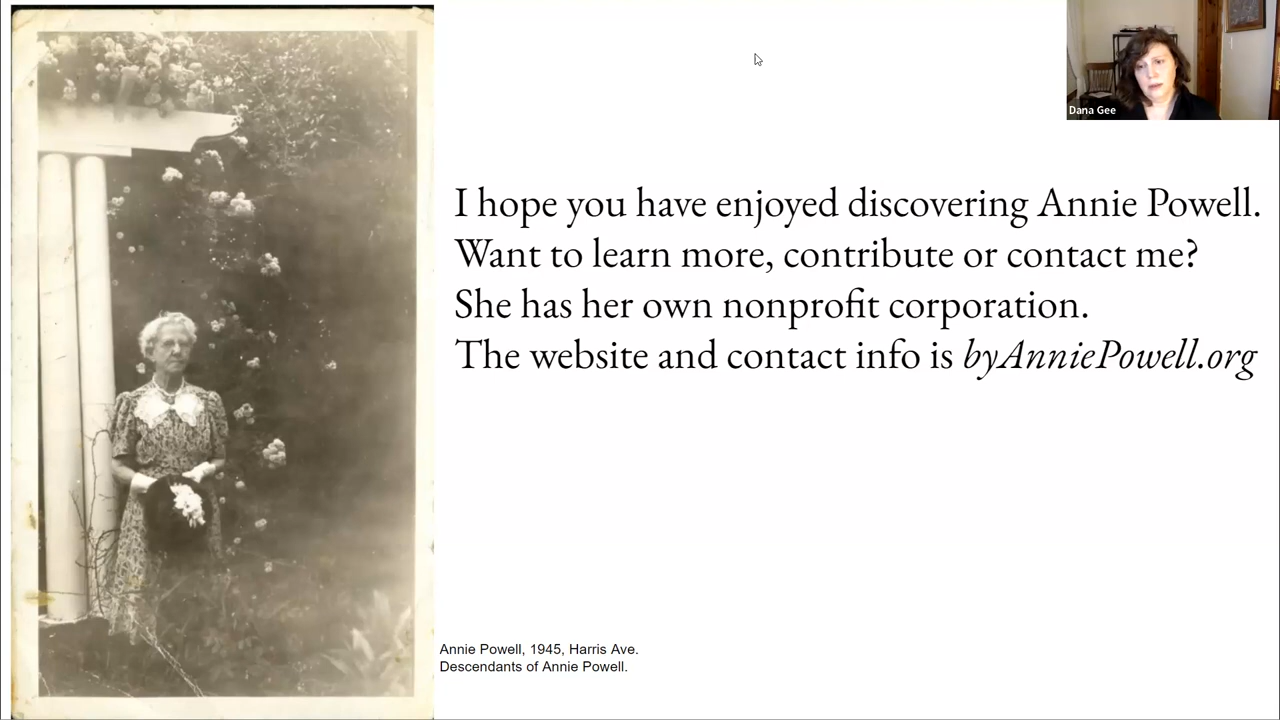 Dana Gee
I hope you have enjoyed discovering Annie Powell.
Want to learn more, contribute or contact me?
She has her own nonprofit corporation.
The website and contact info is byAnniePowell.org
Annie Powell, 1945, Harris Ave.
Descendants of Annie Powell.